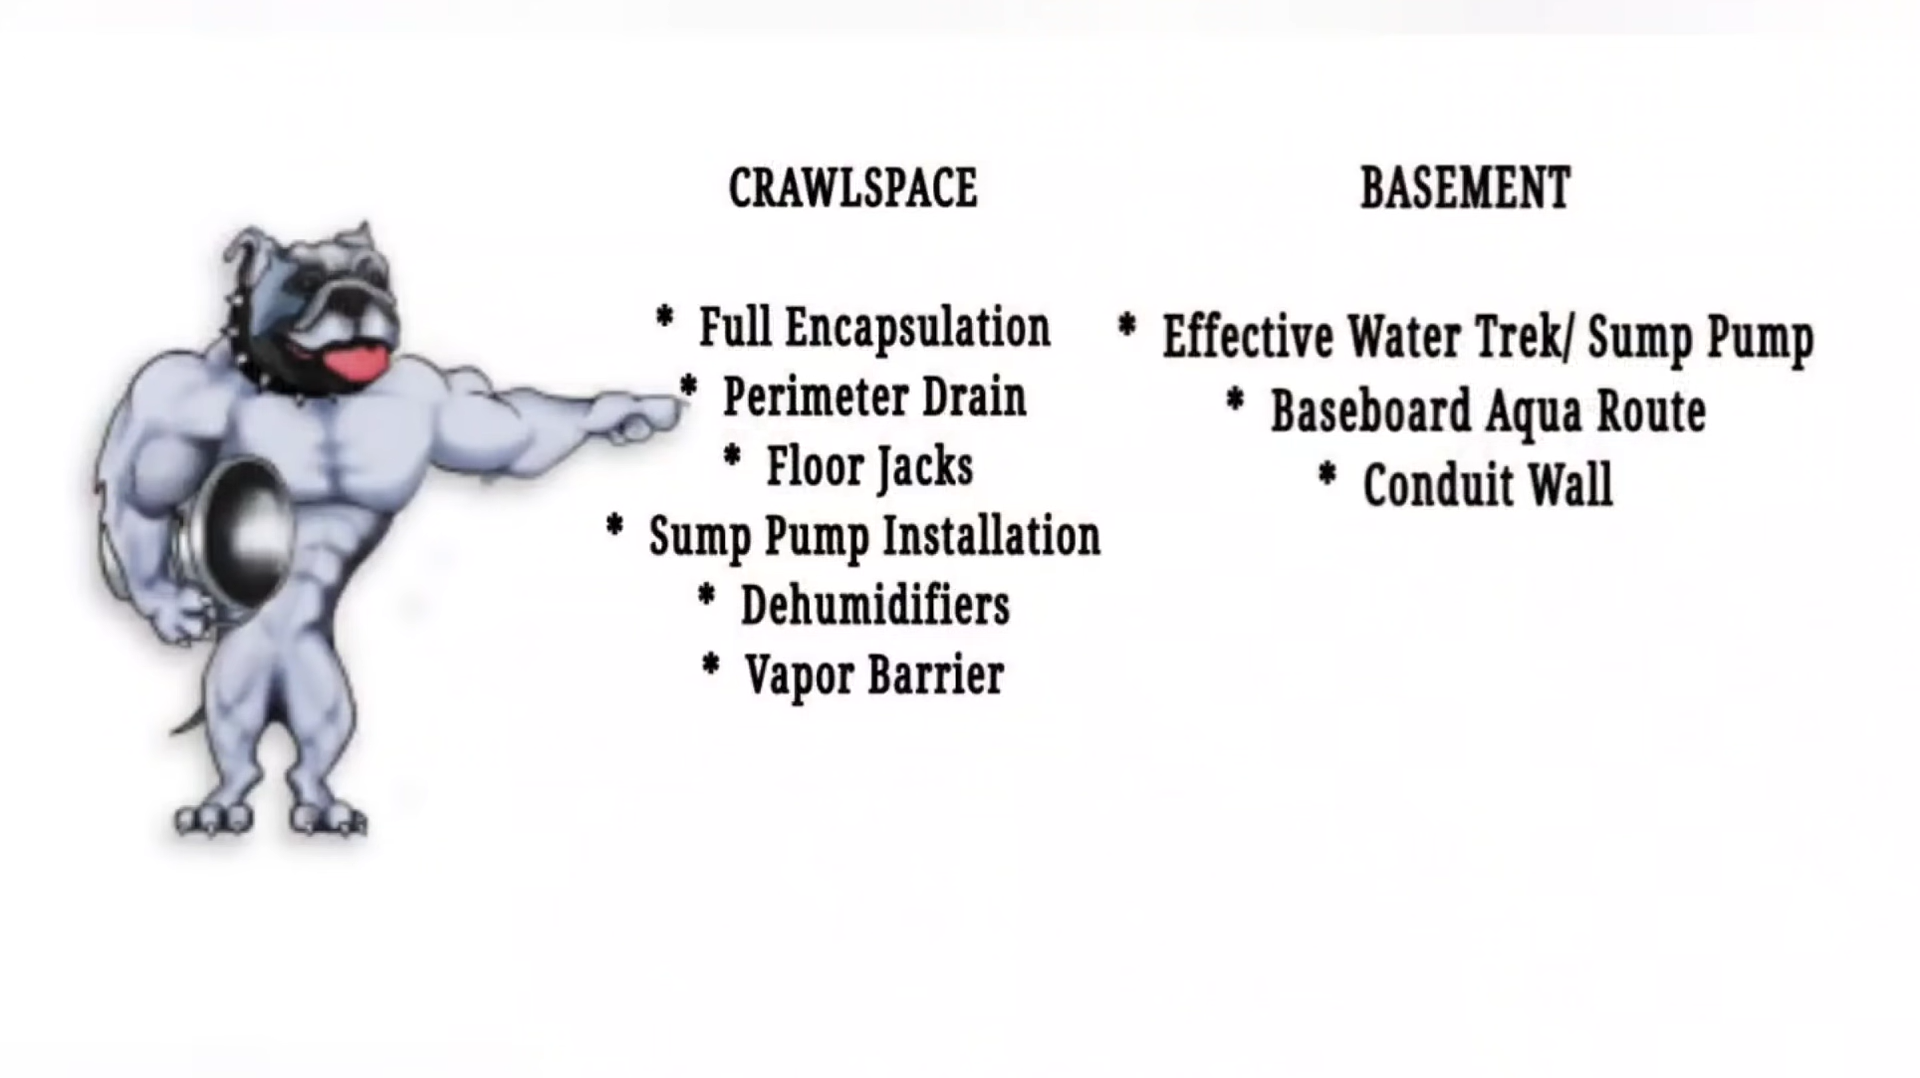 CRAWLSPACE
* Full Encapsulation
* Perimeter Drain
* Floor Jacks
* Sump Pump Installation
* Dehumidifiers
* Vapor Barrier
BASEMENT
* Effective Water Trek/ Sump Pump
* Baseboard Aqua Route
* Conduit Wall